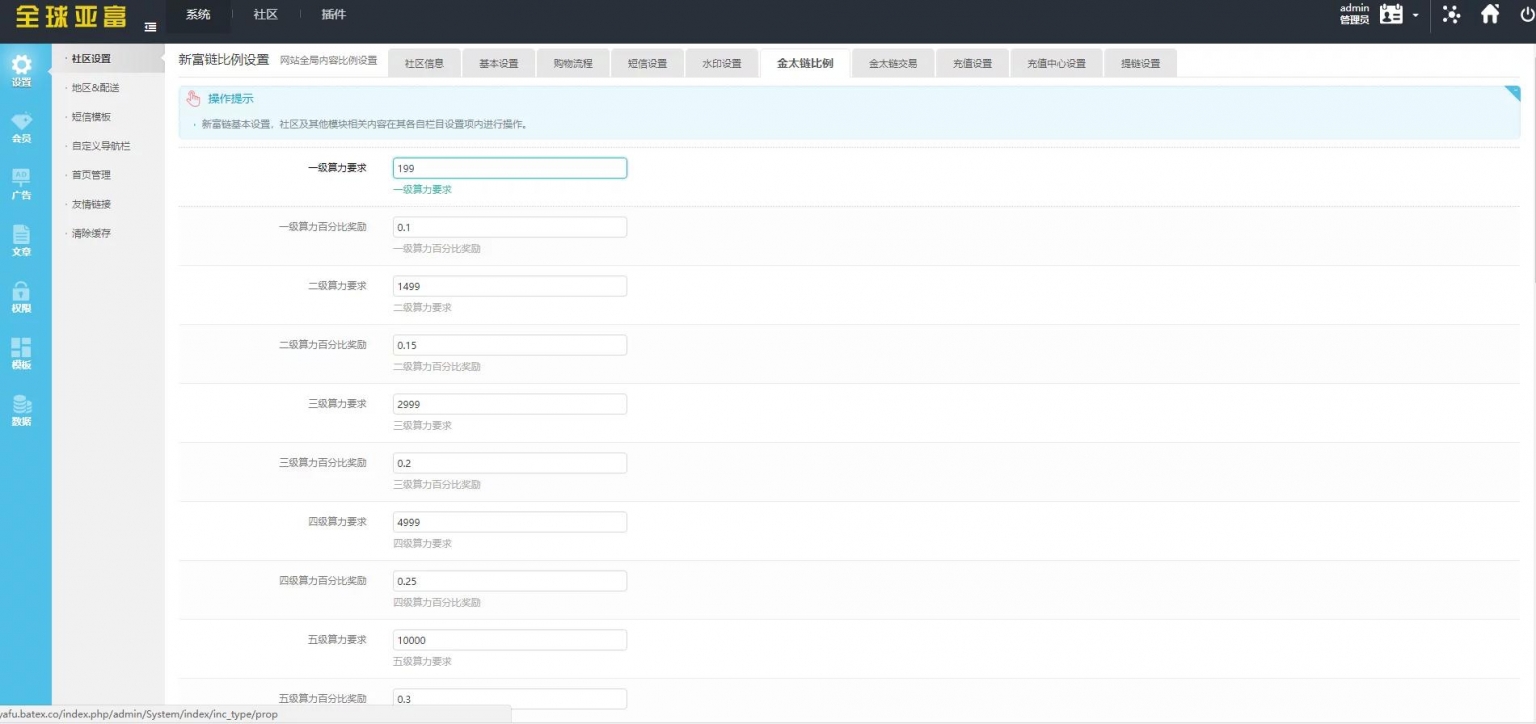 全球亚富
系统
社区
插件
admin
管理员
设置
会员
广告
文章
权限
模板
数据
· 社区设置
· 地区&配送
· 短信模板
· 自定义导航栏
· 首页管理
· 友情链接
· 清除缓存
新富链比例设置 网站全局内容比例设置
社区信息
基本设置
购物流程
短信设置
水印设置
金太链比例
金太链交易
充值设置
充值中心设置
提链设置
操作提示
· 新富链基本设置，社区及其他模块相关内容在其各自栏目设置项内进行操作。
一级算力要求 199
一级算力要求
一级算力百分比奖励 0.1
一级算力百分比奖励
二级算力要求 1499
二级算力要求
二级算力百分比奖励 0.15
二级算力百分比奖励
三级算力要求 2999
三级算力要求
三级算力百分比奖励 0.2
三级算力百分比奖励
四级算力要求 4999
四级算力要求
四级算力百分比奖励 0.25
四级算力百分比奖励
五级算力要求 10000
五级算力要求
五级算力百分比奖励 0.3
yafu.batex.co/index.php/admin/System/index/inc_type/prop